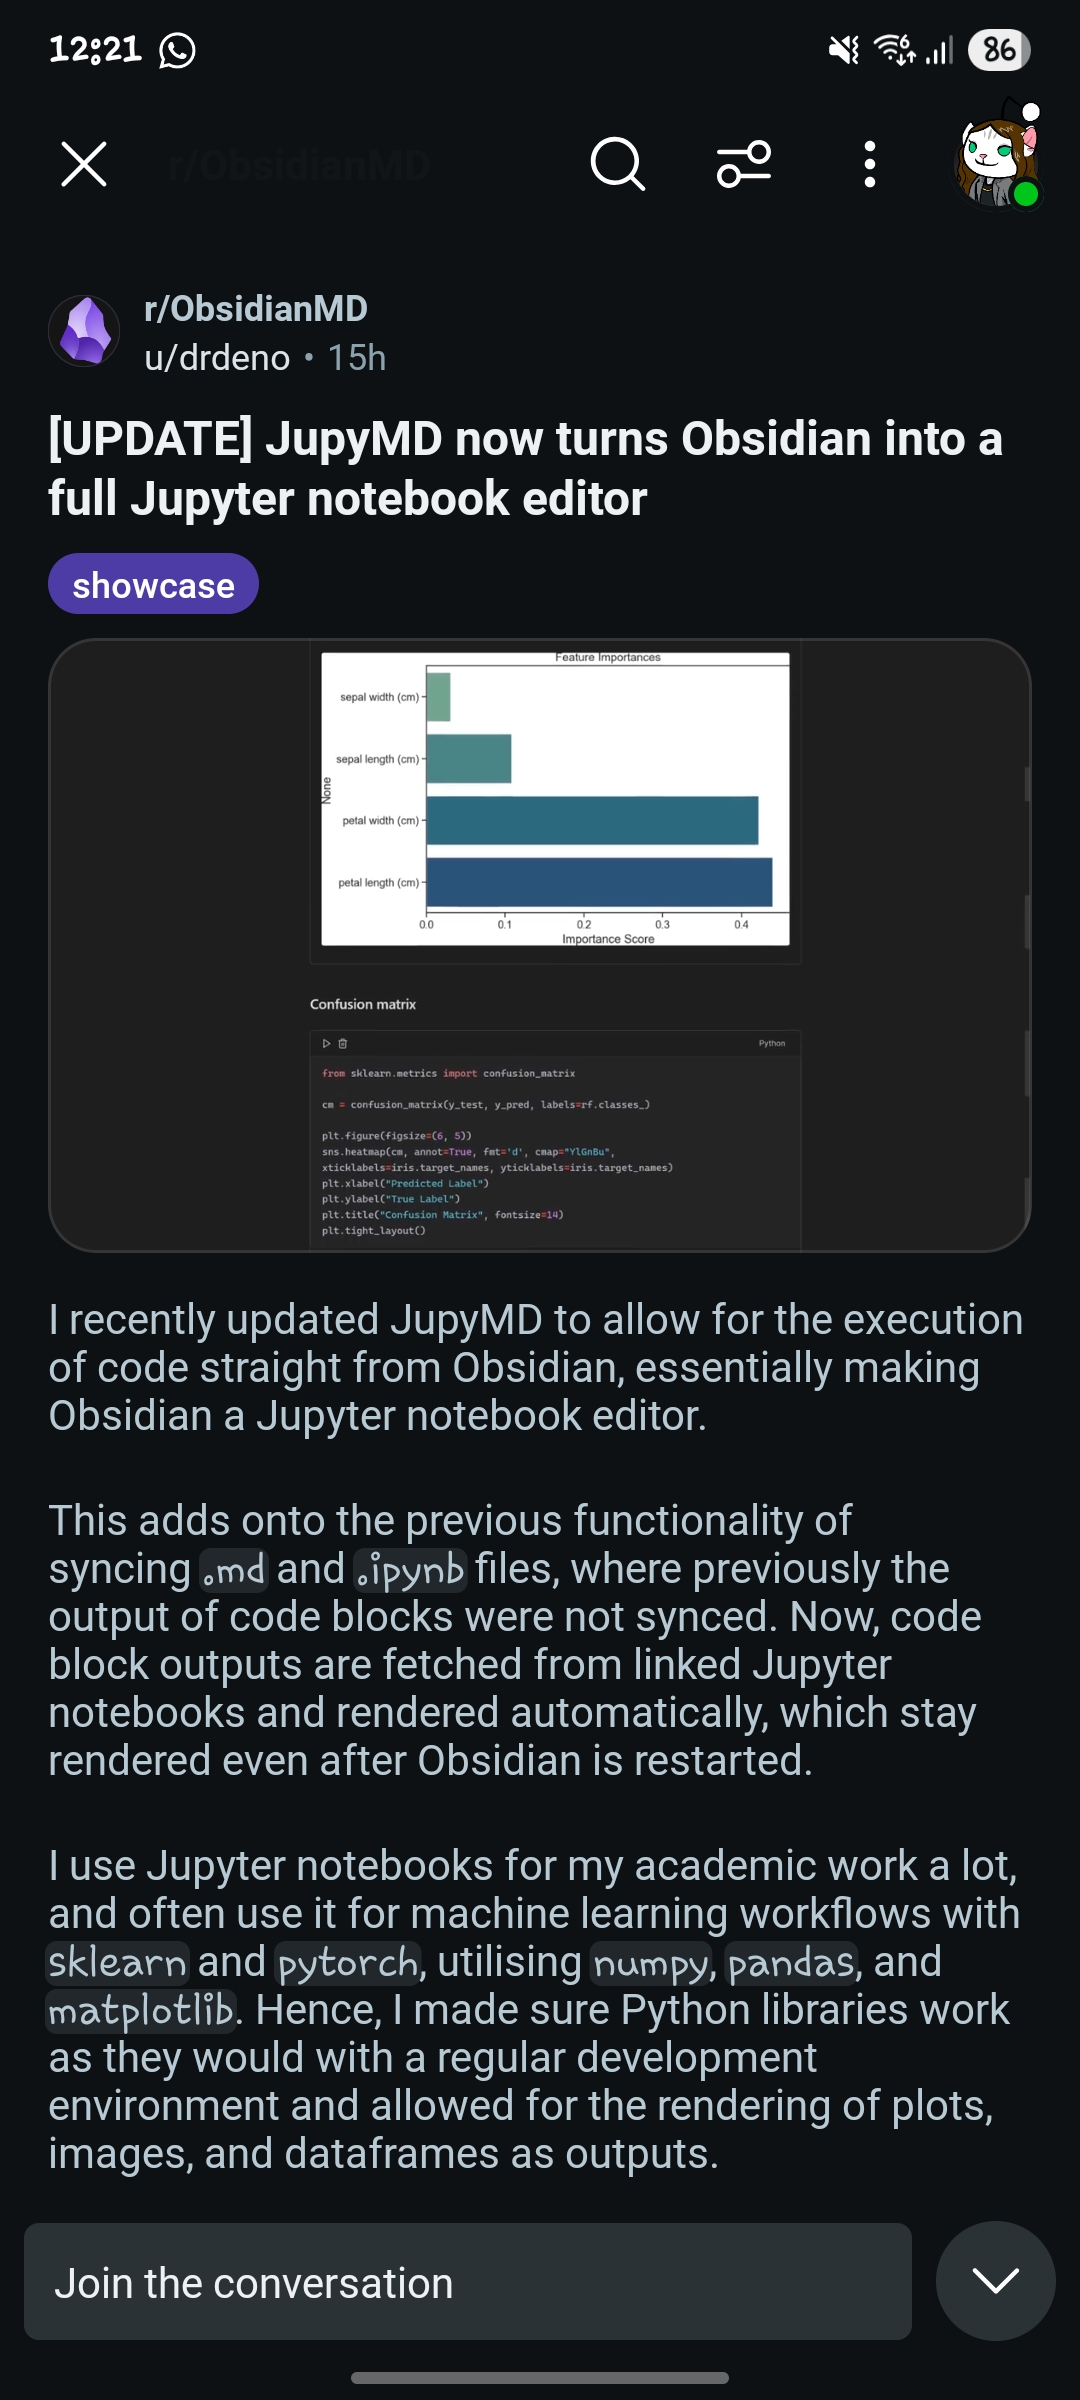 12:21
6
86
r/ObsidianMD
r/ObsidianMD
u/drdeno • 15h
[UPDATE] JupyMD now turns Obsidian into a
full Jupyter notebook editor
showcase
Feature Importances
sepal width (cm)
sepal length (cm)
None
petal width (cm)
petal length (cm)
0.0 0.1 0.2 0.3 0.4
Importance Score
Confusion matrix
Python
from sklearn.metrics import confusion_matrix
cm = confusion_matrix(y_test, y_pred, labels=rf.classes_)
plt.figure(figsize=(6, 5))
sns.heatmap(cm, annot=True, fmt='d', cmap="YlGnBu",
xticklabels=iris.target_names, yticklabels=iris.target_names)
plt.xlabel("Predicted Label")
plt.ylabel("True Label")
plt.title("Confusion Matrix", fontsize=14)
plt.tight_layout()
I recently updated JupyMD to allow for the execution
of code straight from Obsidian, essentially making
Obsidian a Jupyter notebook editor.
This adds onto the previous functionality of
syncing .md and .ipynb files, where previously the
output of code blocks were not synced. Now, code
block outputs are fetched from linked Jupyter
notebooks and rendered automatically, which stay
rendered even after Obsidian is restarted.
I use Jupyter notebooks for my academic work a lot,
and often use it for machine learning workflows with
sklearn and pytorch, utilising numpy, pandas, and
matplotlib. Hence, I made sure Python libraries work
as they would with a regular development
environment and allowed for the rendering of plots,
images, and dataframes as outputs.
Join the conversation